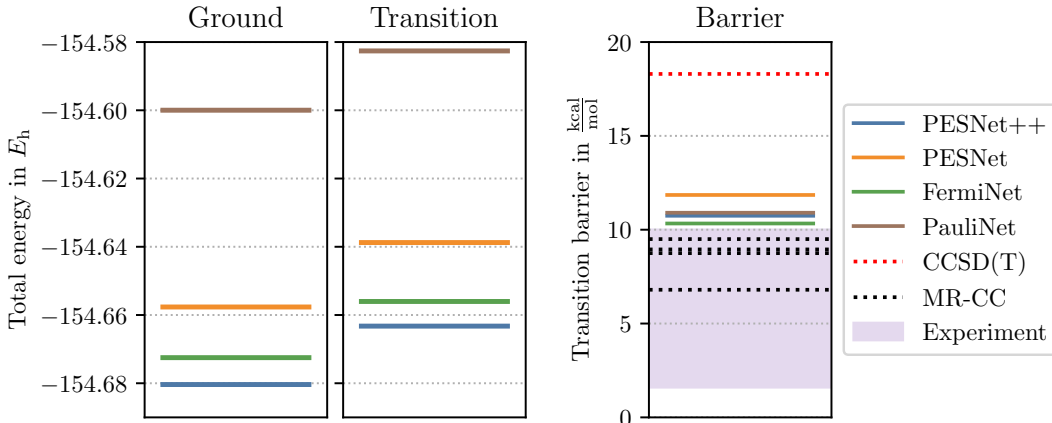 Ground
Transition
Barrier
Total energy in E_h
−154.58
−154.60
−154.62
−154.64
−154.66
−154.68
Transition barrier in kcal/mol
20
15
10
5
0
PESNet++
PESNet
FermiNet
PauliNet
CCSD(T)
MR-CC
Experiment